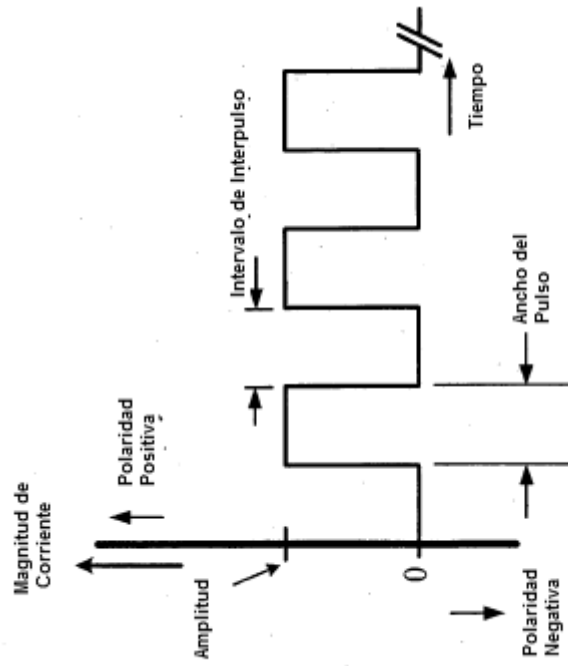 Magnitud de
Corriente
Polaridad
Positiva
Amplitud
Intervalo de Interpulso
0
Tiempo
Polaridad
Negativa
Ancho del
Pulso